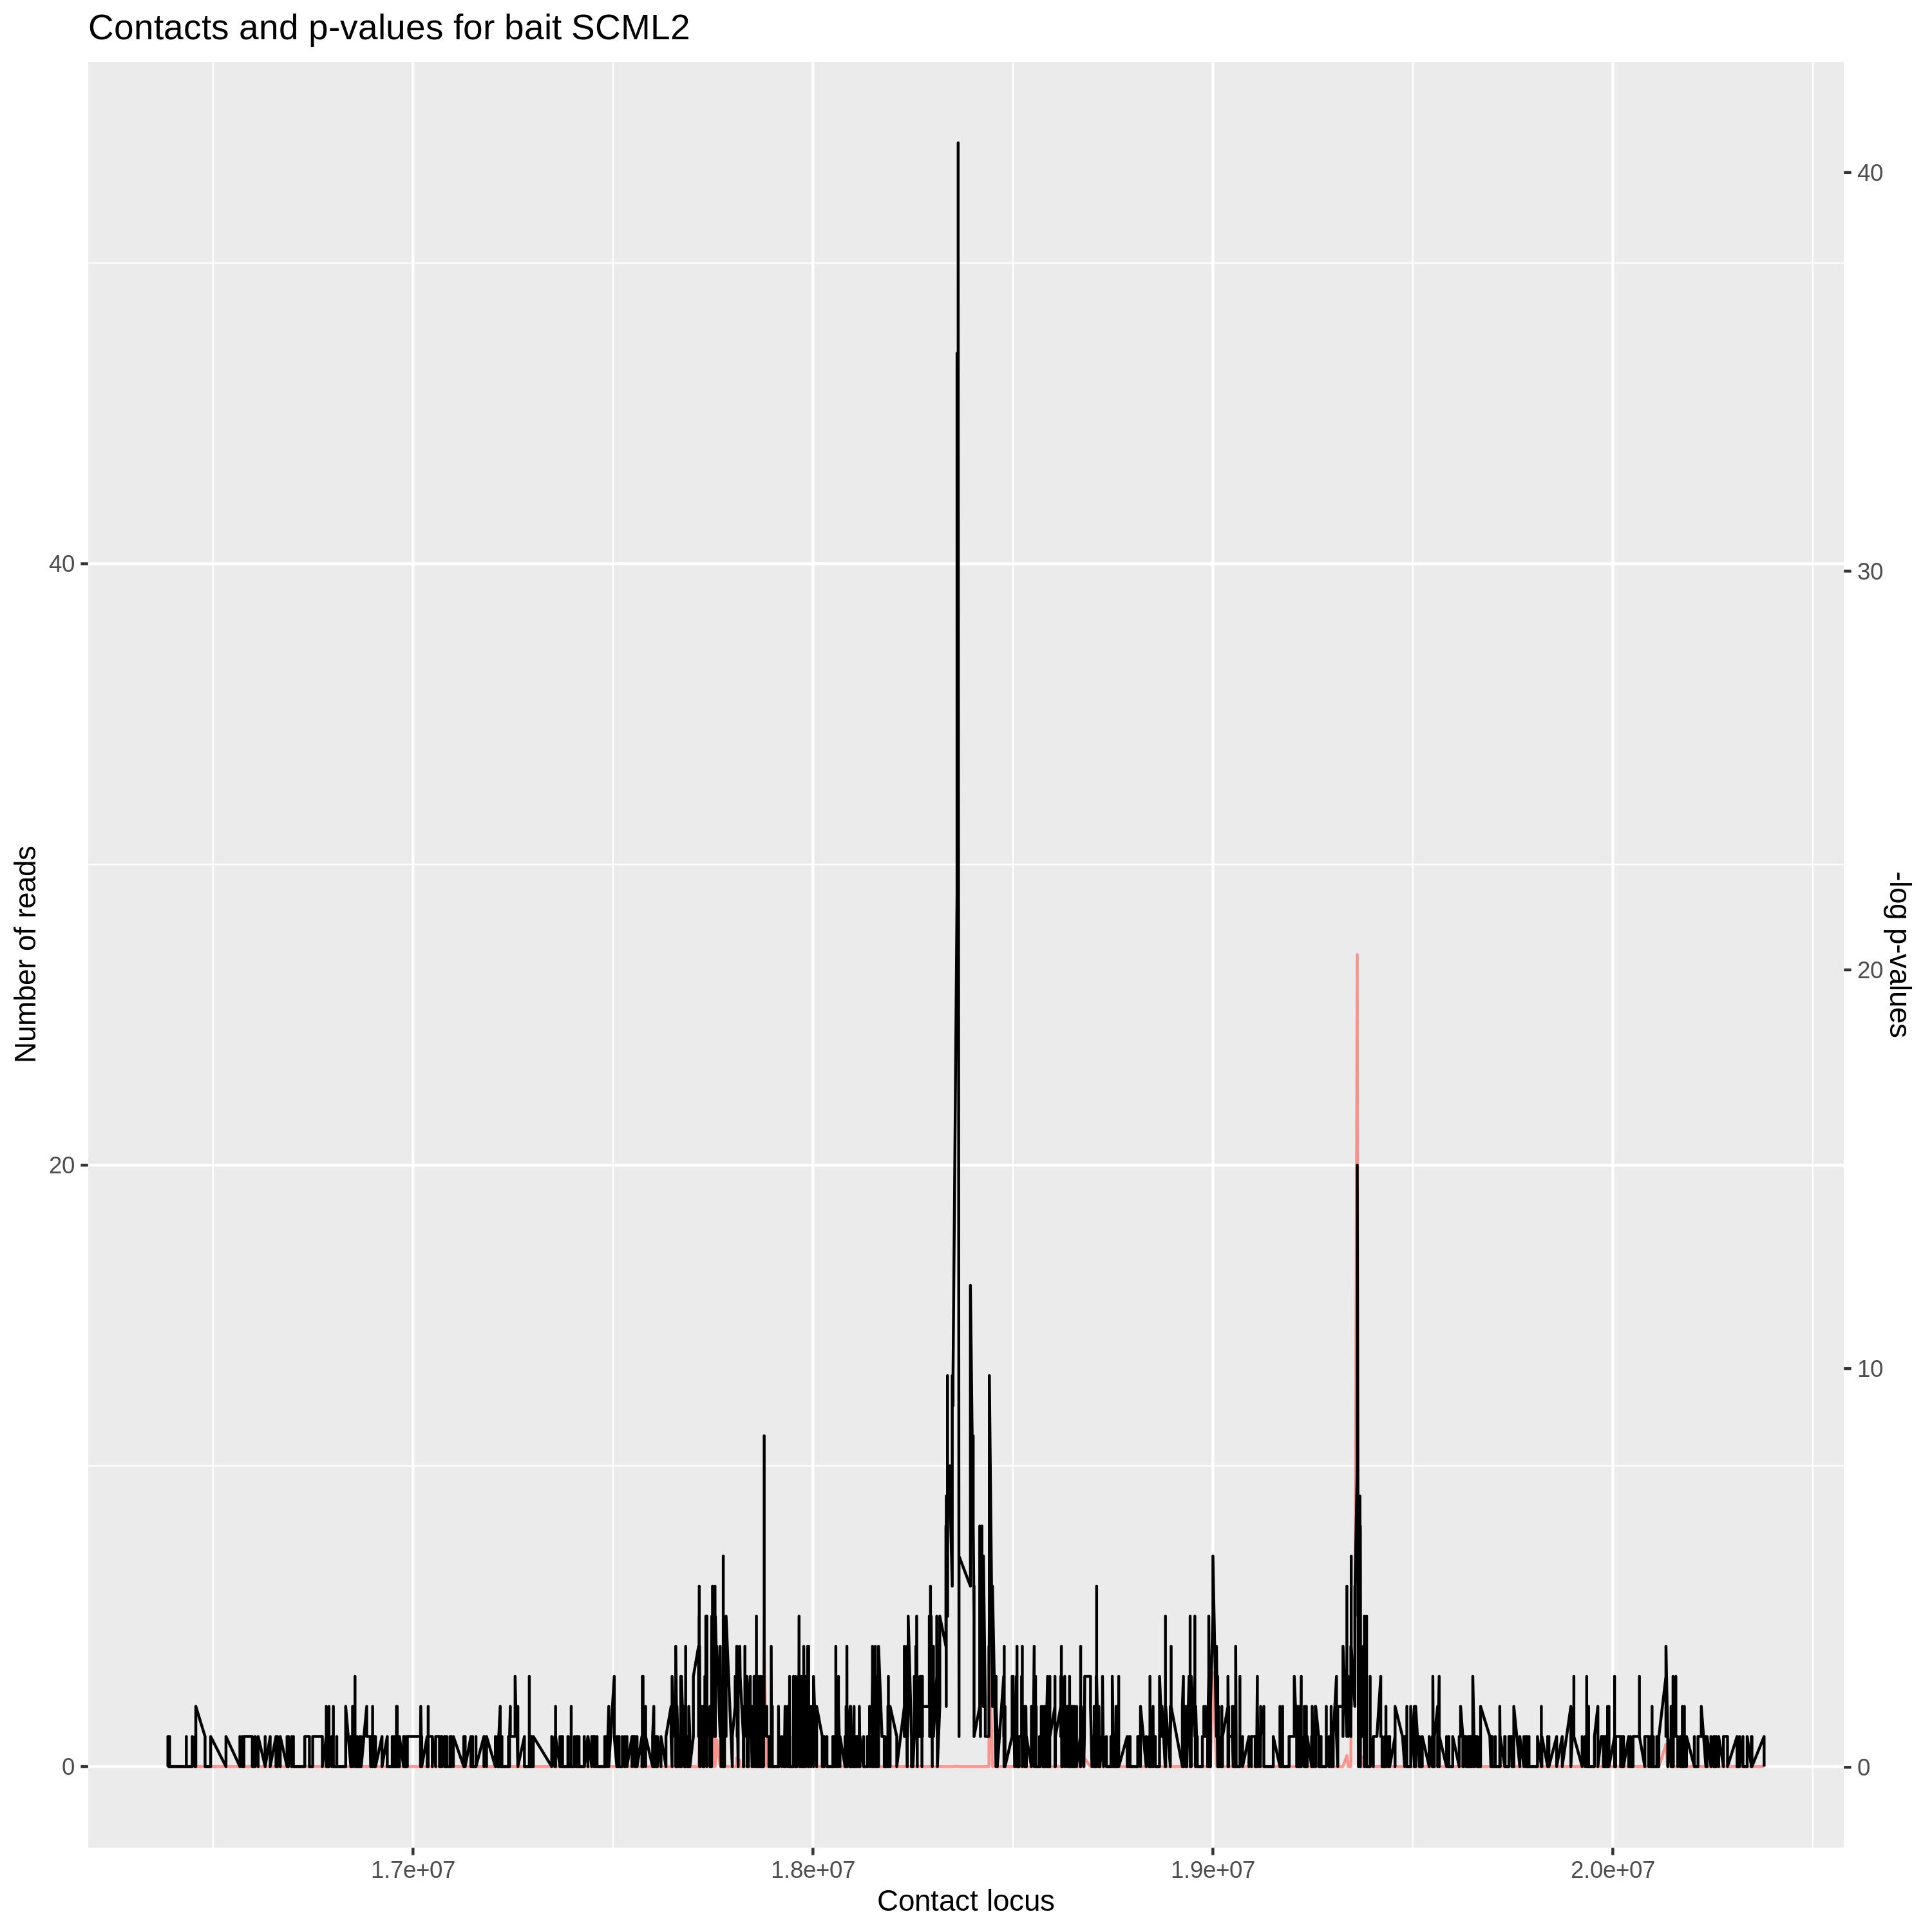 Contacts and p-values for bait SCML2
40
20
0
Number of reads
40
30
20
10
0
-log p-values
1.7e+07 1.8e+07 1.9e+07 2.0e+07
Contact locus